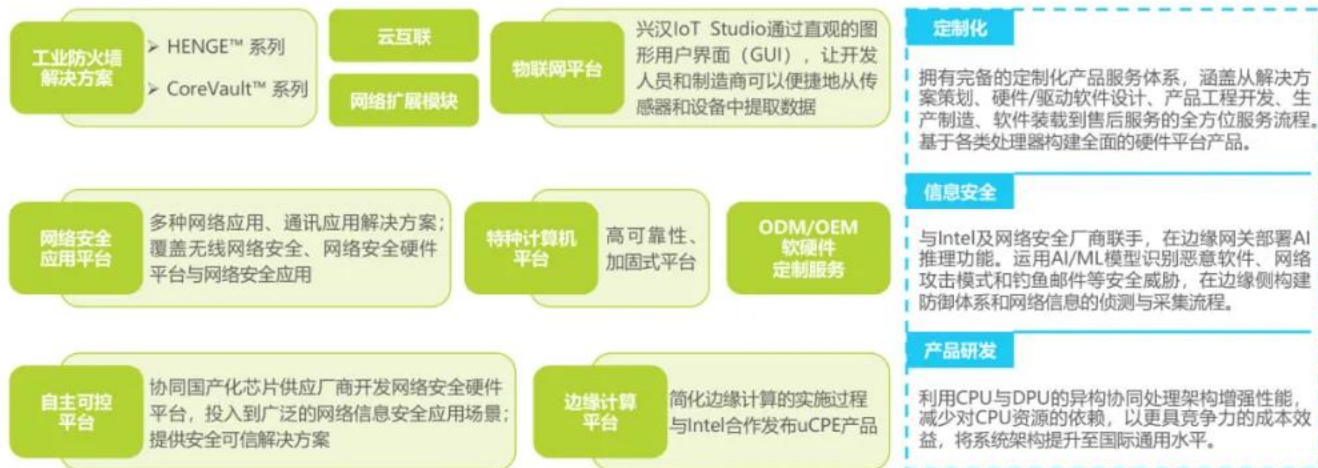 工业防火墙
解决方案
➢ HENGE™ 系列
➢ CoreVault™ 系列
云互联
网络扩展模块
物联网平台
兴汉IoT Studio通过直观的图
形用户界面（GUI），让开发
人员和制造商可以便捷地从传
感器和设备中提取数据
网络安全
应用平台
多种网络应用、通讯应用解决方案；
覆盖无线网络安全、网络安全硬件
平台与网络安全应用
特种计算机
平台
高可靠性、
加固式平台
ODM/OEM
软硬件
定制服务
自主可控
平台
协同国产化芯片供应厂商开发网络安全硬件
平台，投入到广泛的网络信息安全应用场景；
提供安全可信解决方案
边缘计算
平台
简化边缘计算的实施过程
与Intel合作发布uCPE产品
定制化
拥有完备的定制化产品服务体系，涵盖从解决方
案策划、硬件/驱动软件设计、产品工程开发、生
产制造、软件装载到售后服务的全方位服务流程。
基于各类处理器构建全面的硬件平台产品。
信息安全
与Intel及网络安全厂商联手，在边缘网关部署AI
推理功能。运用AI/ML模型识别恶意软件、网络
攻击模式和钓鱼邮件等安全威胁，在边缘侧构建
防御体系和网络信息的侦测与采集流程。
产品研发
利用CPU与DPU的异构协同处理架构增强性能，
减少对CPU资源的依赖，以更具竞争力的成本效
益，将系统架构提升至国际通用水平。